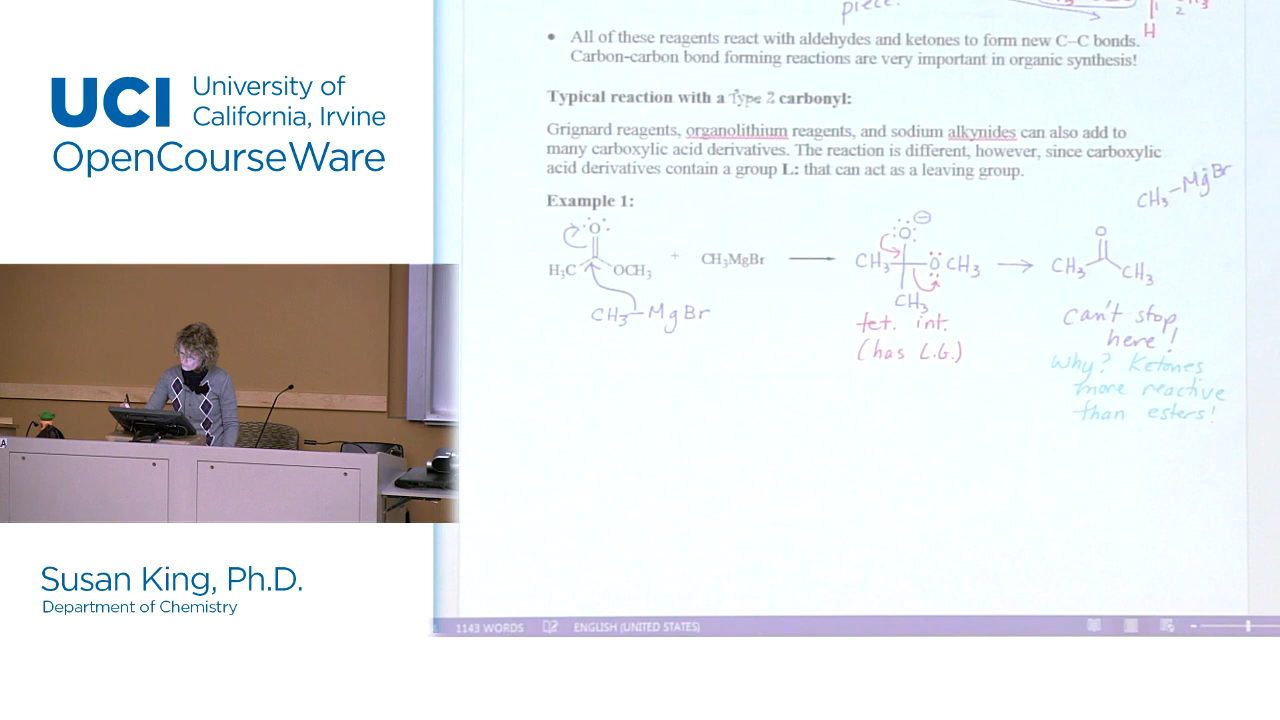 UCI University of
California, Irvine
OpenCourseWare
Susan King, Ph.D.
Department of Chemistry
A
piece.
2
H
• All of these reagents react with aldehydes and ketones to form new C–C bonds.
Carbon-carbon bond forming reactions are very important in organic synthesis!
Typical reaction with a Type 2 carbonyl:
Grignard reagents, organolithium reagents, and sodium alkynides can also add to
many carboxylic acid derivatives. The reaction is different, however, since carboxylic
acid derivatives contain a group L: that can act as a leaving group.
CH3–MgBr
Example 1:
O
H3C OCH3
+ CH3MgBr
CH3–MgBr
:O: ⊖
CH3 OCH3
CH3
tet. int.
(has L.G.)
O
CH3 CH3
Can't stop
here!
Why? Ketones
more reactive
than esters!
1143 WORDS ENGLISH (UNITED STATES)